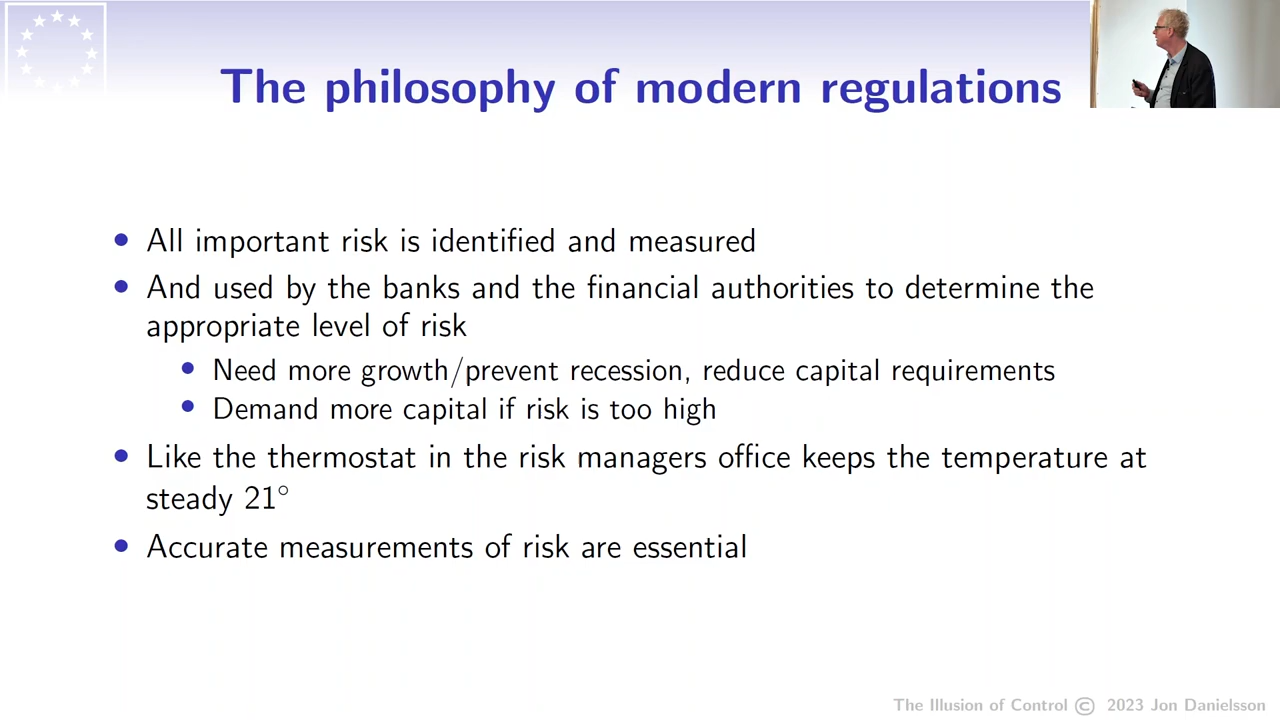 The philosophy of modern regulations
• All important risk is identified and measured
• And used by the banks and the financial authorities to determine the
appropriate level of risk
• Need more growth/prevent recession, reduce capital requirements
• Demand more capital if risk is too high
• Like the thermostat in the risk managers office keeps the temperature at
steady 21°
• Accurate measurements of risk are essential
The Illusion of Control © 2023 Jon Danielsson